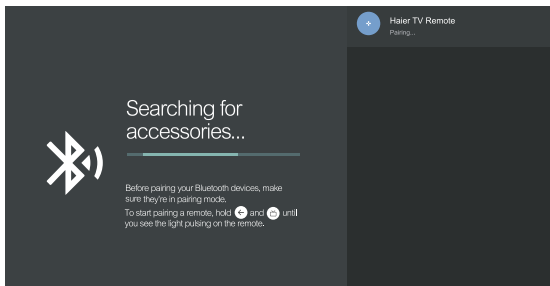 Searching for
accessories...
Before pairing your Bluetooth devices, make
sure they're in pairing mode.
To start pairing a remote, hold and until
you see the light pulsing on the remote.
Haier TV Remote
Pairing...